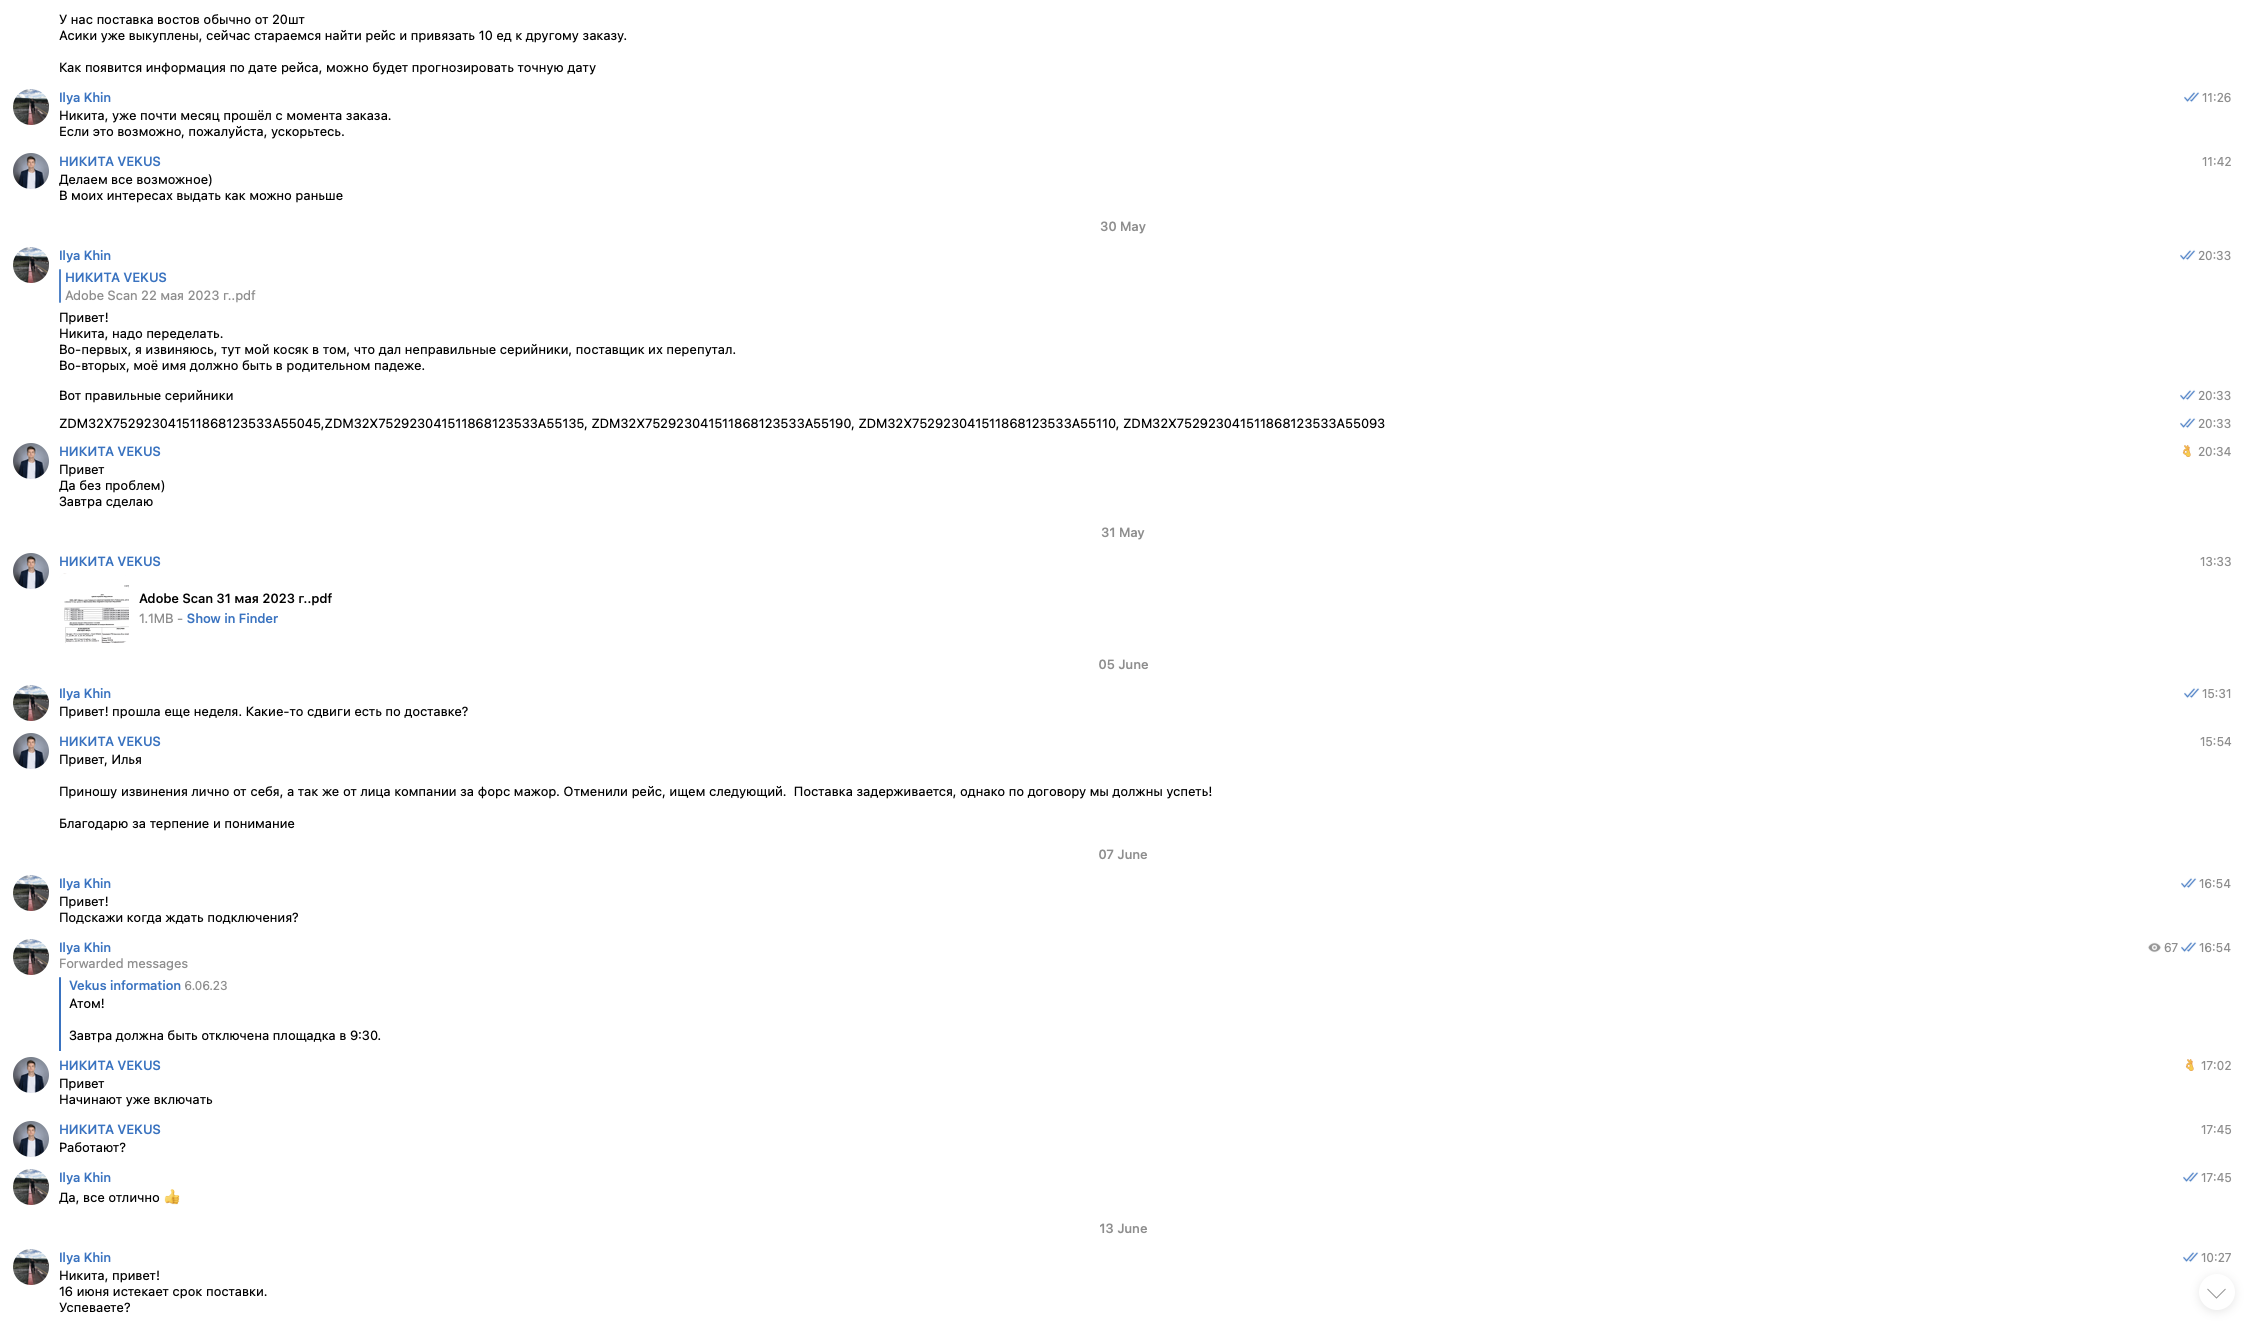 У нас поставка востов обычно от 20шт
Асики уже выкуплены, сейчас стараемся найти рейс и привязать 10 ед к другому заказу.
Как появится информация по дате рейса, можно будет прогнозировать точную дату
Ilya Khin 11:26
Никита, уже почти месяц прошёл с момента заказа.
Если это возможно, пожалуйста, ускорьтесь.
НИКИТА VEKUS 11:42
Делаем все возможное)
В моих интересах выдать как можно раньше
30 May
Ilya Khin 20:33
НИКИТА VEKUS
Adobe Scan 22 мая 2023 г..pdf
Привет!
Никита, надо переделать.
Во-первых, я извиняюсь, тут мой косяк в том, что дал неправильные серийники, поставщик их перепутал.
Во-вторых, моё имя должно быть в родительном падеже.
Вот правильные серийники 20:33
ZDM32X752923041511868123533A55045,ZDM32X752923041511868123533A55135, ZDM32X752923041511868123533A55190, ZDM32X752923041511868123533A55110, ZDM32X752923041511868123533A55093 20:33
НИКИТА VEKUS 20:34
Привет
Да без проблем)
Завтра сделаю
31 May
НИКИТА VEKUS 13:33
Adobe Scan 31 мая 2023 г..pdf
1.1MB - Show in Finder
05 June
Ilya Khin 15:31
Привет! прошла еще неделя. Какие-то сдвиги есть по доставке?
НИКИТА VEKUS 15:54
Привет, Илья
Приношу извинения лично от себя, а так же от лица компании за форс мажор. Отменили рейс, ищем следующий.  Поставка задерживается, однако по договору мы должны успеть!
Благодарю за терпение и понимание
07 June
Ilya Khin 16:54
Привет!
Подскажи когда ждать подключения?
Ilya Khin 67 16:54
Forwarded messages
Vekus information 6.06.23
Атом!
Завтра должна быть отключена площадка в 9:30.
НИКИТА VEKUS 17:02
Привет
Начинают уже включать
НИКИТА VEKUS 17:45
Работают?
Ilya Khin 17:45
Да, все отлично 👍
13 June
Ilya Khin 10:27
Никита, привет!
16 июня истекает срок поставки.
Успеваете?